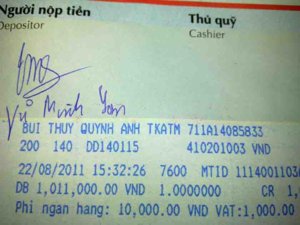 Người nộp tiền Thủ quỹ
Depositor Cashier
Vũ Minh
BUI THUY QUYNH ANH TKATM 711A14085833
200 140 DD140115 410201003 VND
22/08/2011 15:32:26 7600 MTID 1114001103
DB 1,011,000.00 VND 1.0000000 CR 1,
Phi ngan hang: 10,000.00 VND VAT:1,000.00